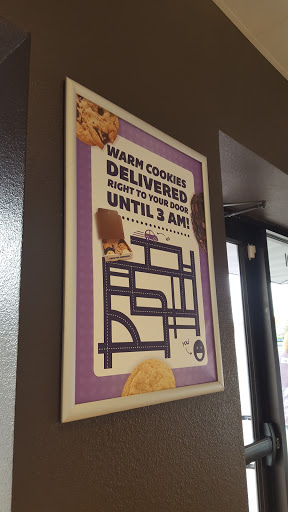 WARM COOKIES
DELIVERED
RIGHT TO YOUR DOOR
UNTIL 3 AM!
YOU